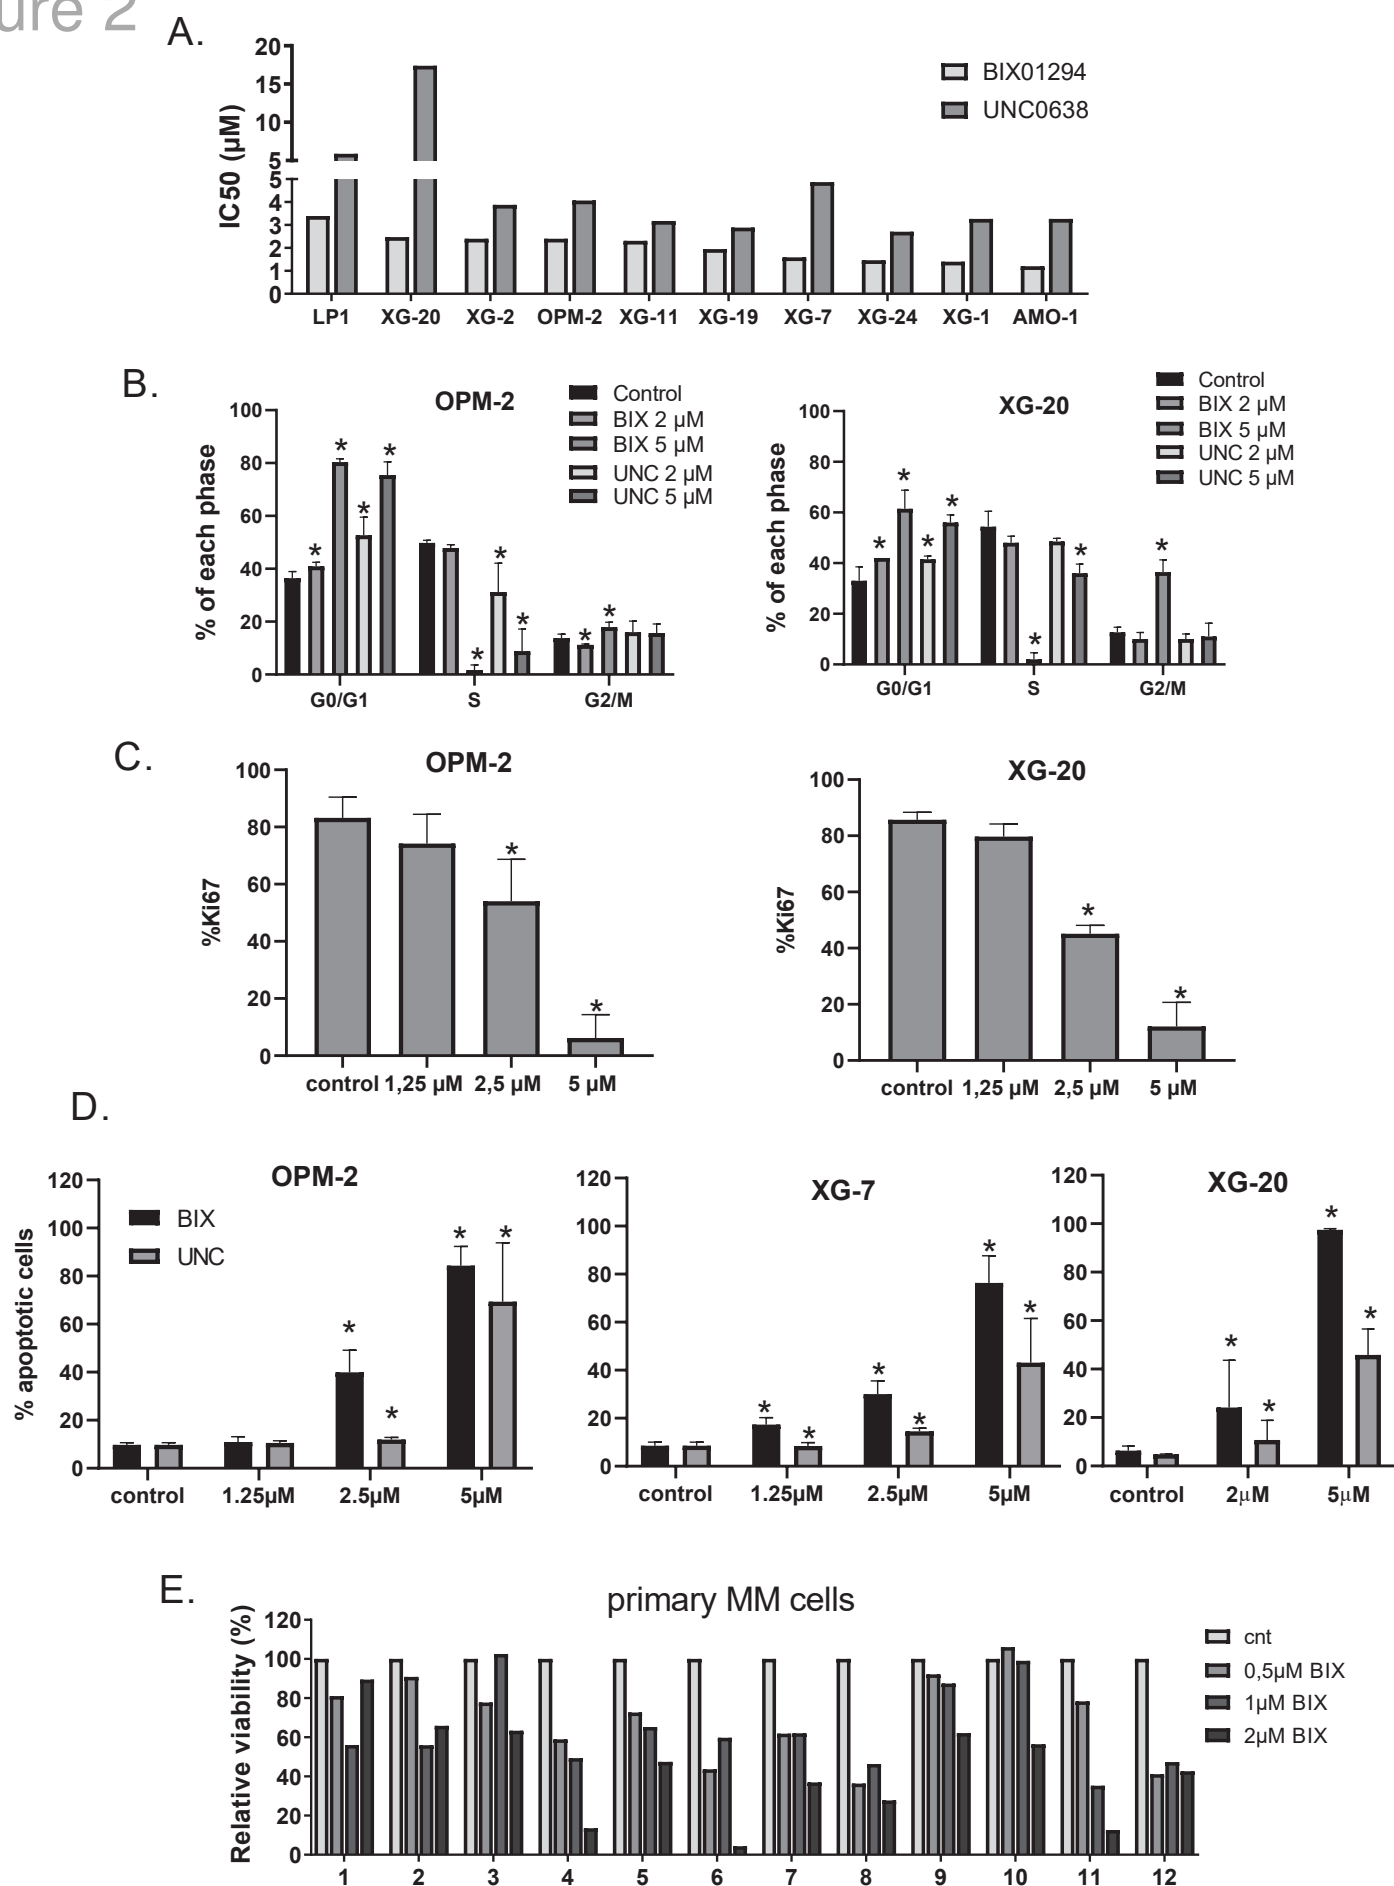 ure 2
A.
20
15
10
5
5
4
3
2
1
0
IC50 (µM)
BIX01294
UNC0638
LP1 XG-20 XG-2 OPM-2 XG-11 XG-19 XG-7 XG-24 XG-1 AMO-1
B.
OPM-2
Control
BIX 2 µM
BIX 5 µM
UNC 2 µM
UNC 5 µM
% of each phase
100
80
60
40
20
0
* * * * * * * * *
G0/G1 S G2/M
XG-20
Control
BIX 2 µM
BIX 5 µM
UNC 2 µM
UNC 5 µM
% of each phase
100
80
60
40
20
0
* * * * * * *
G0/G1 S G2/M
C.
OPM-2
%Ki67
100
80
60
40
20
0
* *
control 1,25 µM 2,5 µM 5 µM
XG-20
%Ki67
100
80
60
40
20
0
* *
control 1,25 µM 2,5 µM 5 µM
D.
OPM-2
BIX
UNC
% apoptotic cells
120
100
80
60
40
20
0
* * * *
control 1.25µM 2.5µM 5µM
XG-7
120
100
80
60
40
20
0
* * * * * *
control 1.25µM 2.5µM 5µM
XG-20
120
100
80
60
40
20
0
* * * *
control 2µM 5µM
E.
primary MM cells
Relative viability (%)
120
100
80
60
40
20
0
cnt
0,5µM BIX
1µM BIX
2µM BIX
1 2 3 4 5 6 7 8 9 10 11 12